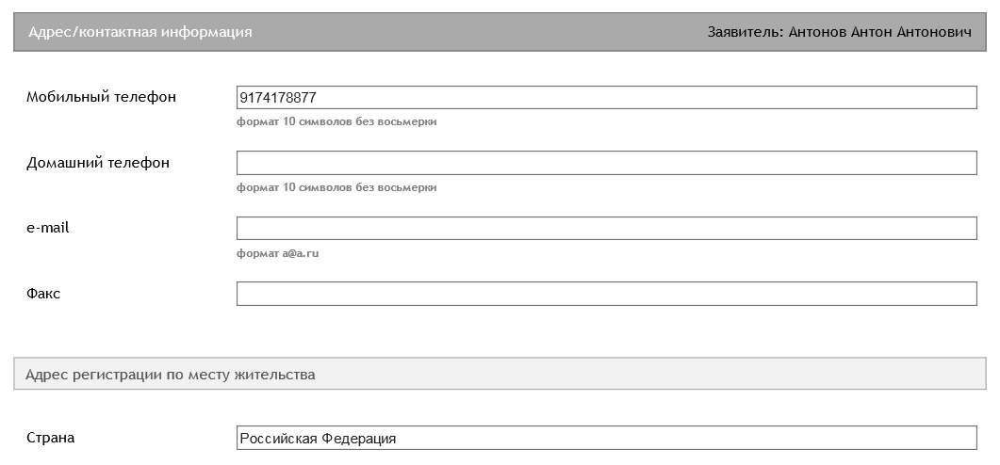 Адрес/контактная информация Заявитель: Антонов Антон Антонович
Мобильный телефон 9174178877
формат 10 символов без восьмерки
Домашний телефон
формат 10 символов без восьмерки
e-mail
формат a@a.ru
Факс
Адрес регистрации по месту жительства
Страна Российская Федерация